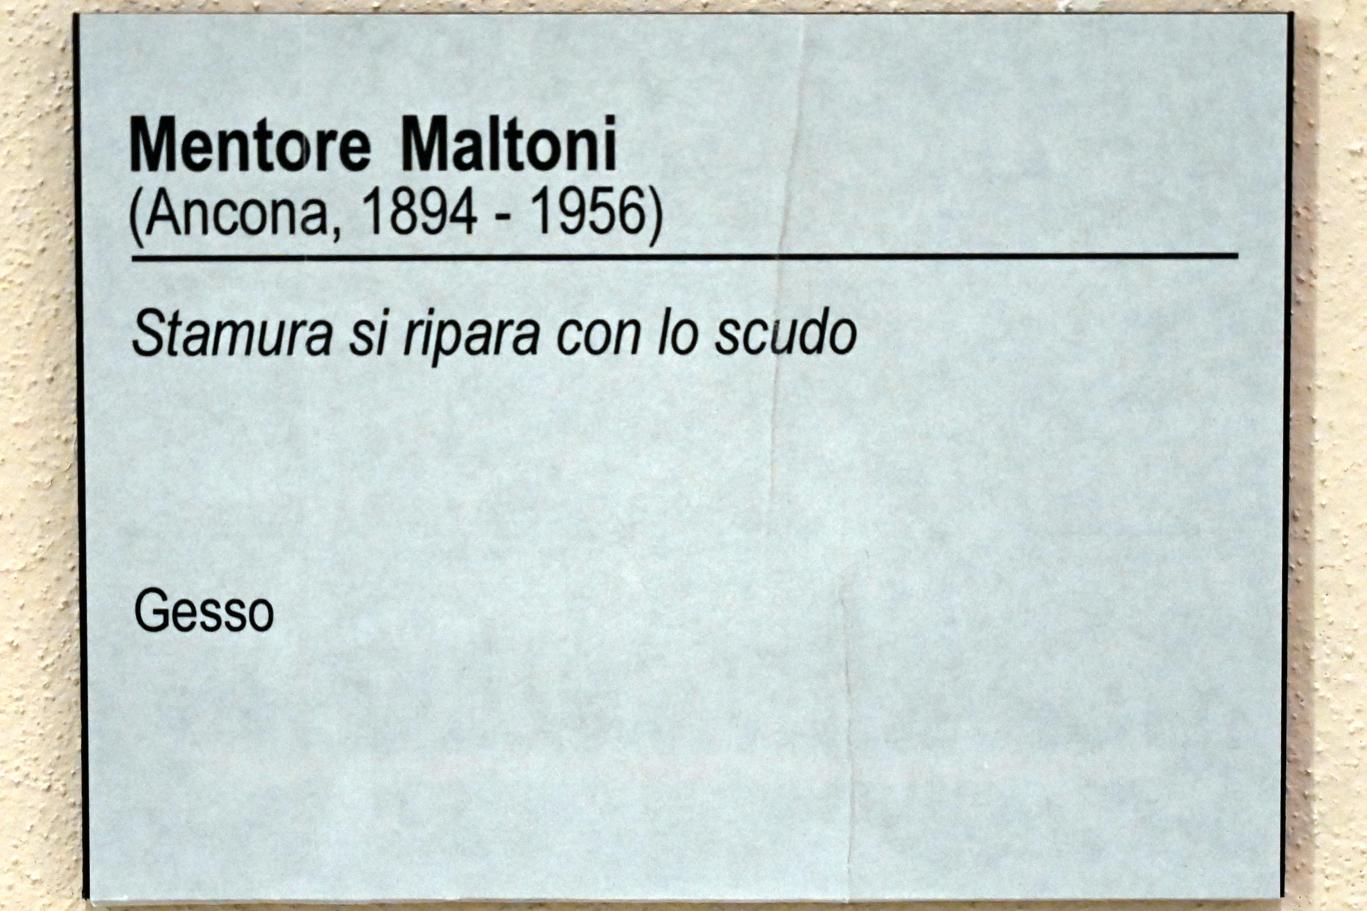 Mentore Maltoni
(Ancona, 1894 - 1956)
Stamura si ripara con lo scudo
Gesso